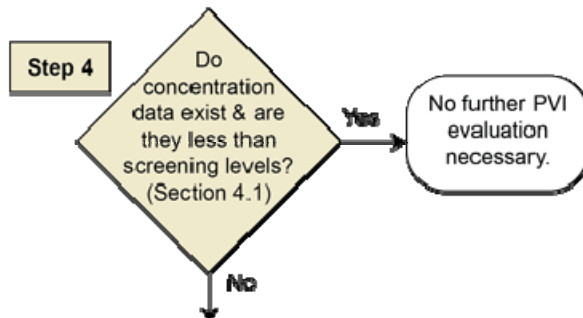 Step 4
Do
concentration
data exist & are
they less than
screening levels?
(Section 4.1)
Yes
No further PVI
evaluation
necessary.
No